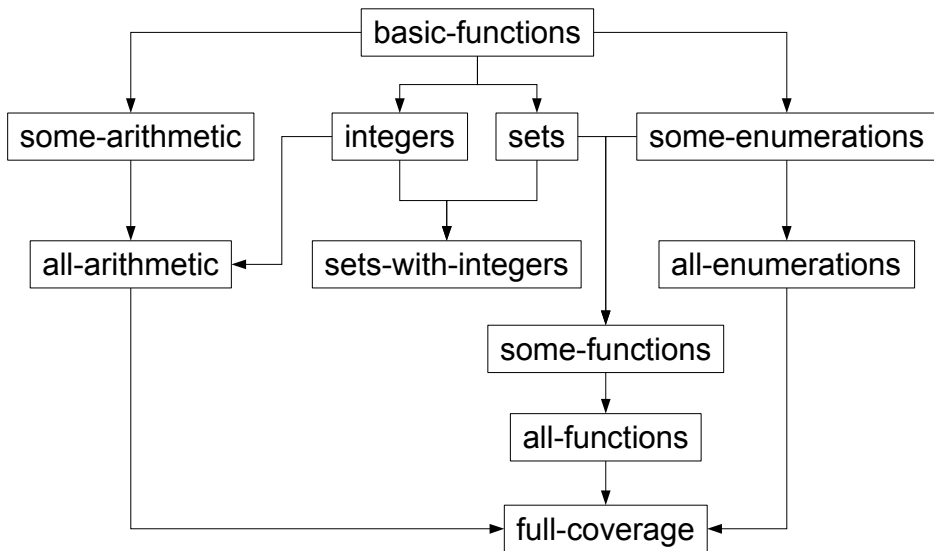 basic-functions
some-arithmetic
integers
sets
some-enumerations
all-arithmetic
sets-with-integers
all-enumerations
some-functions
all-functions
full-coverage